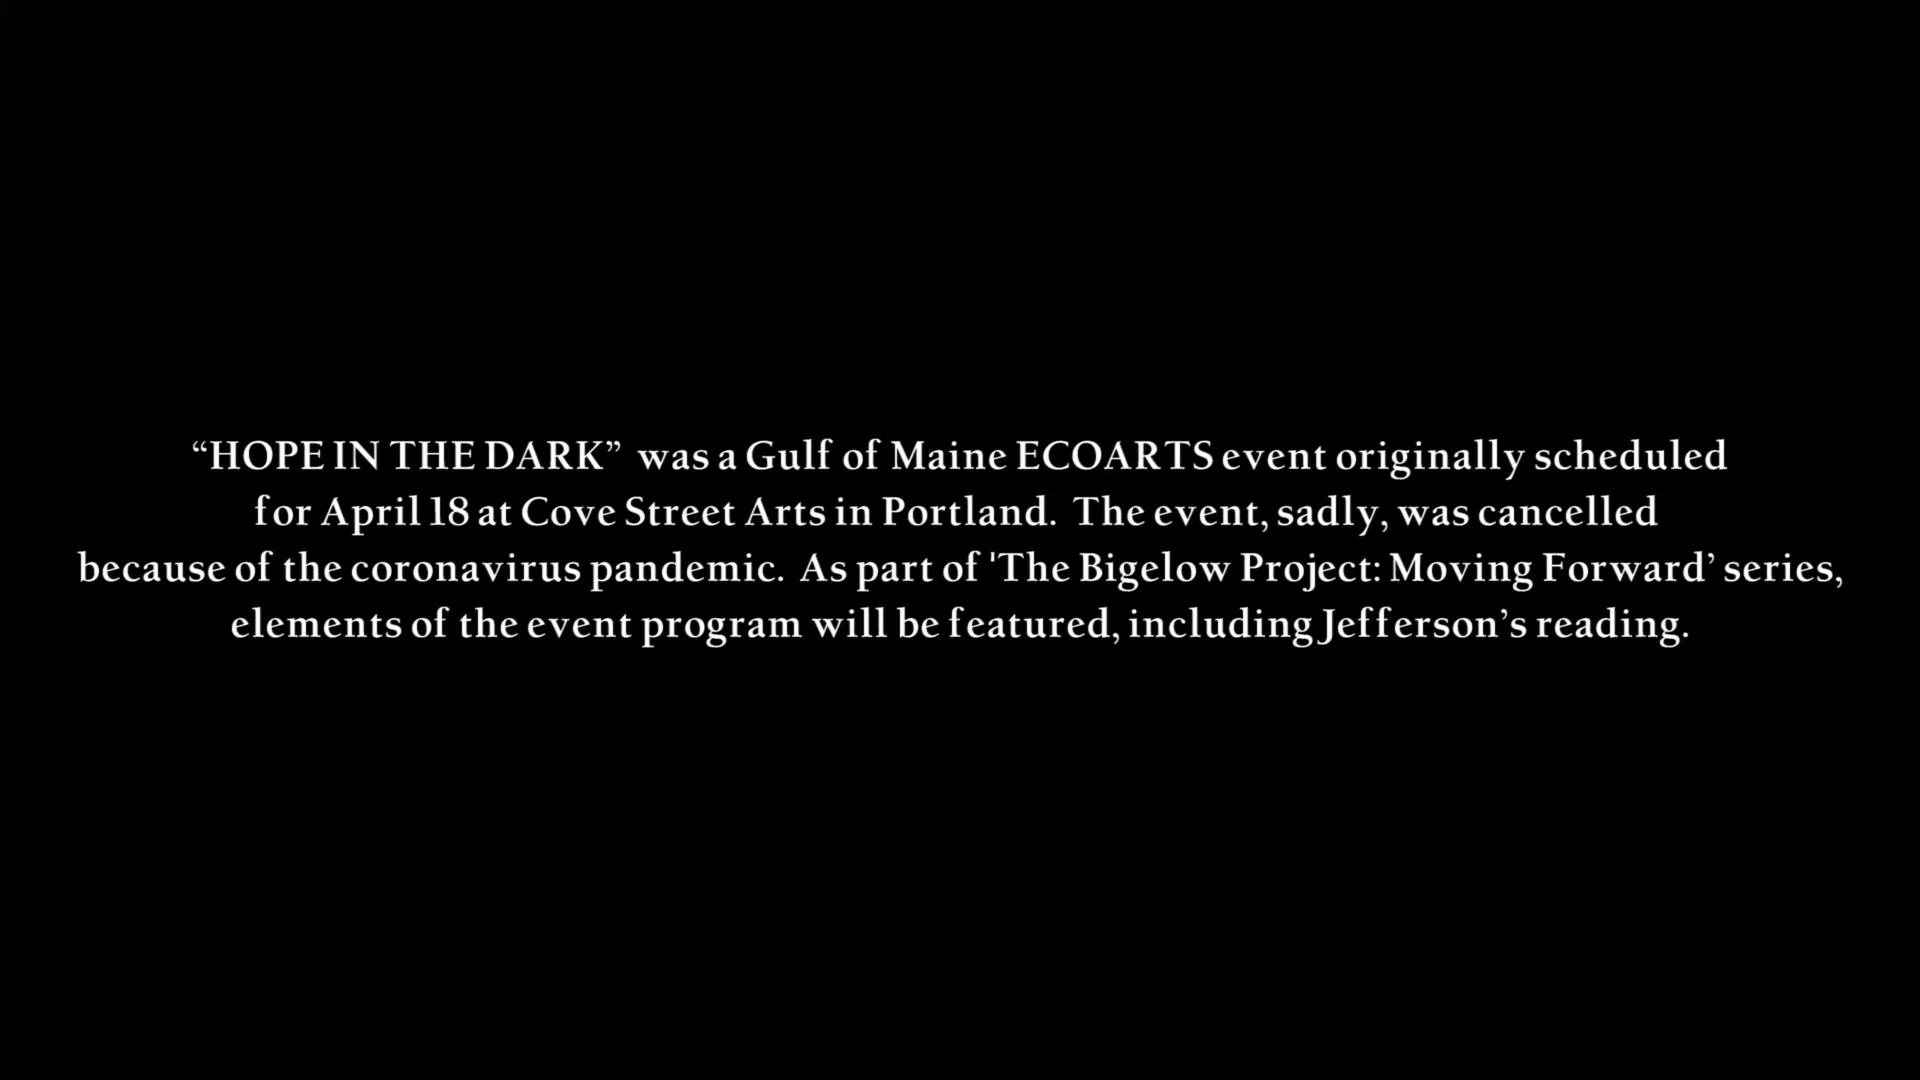 “HOPE IN THE DARK”  was a Gulf of Maine ECOARTS event originally scheduled
for April 18 at Cove Street Arts in Portland.  The event, sadly, was cancelled
because of the coronavirus pandemic.  As part of 'The Bigelow Project: Moving Forward’ series,
elements of the event program will be featured, including Jefferson’s reading.